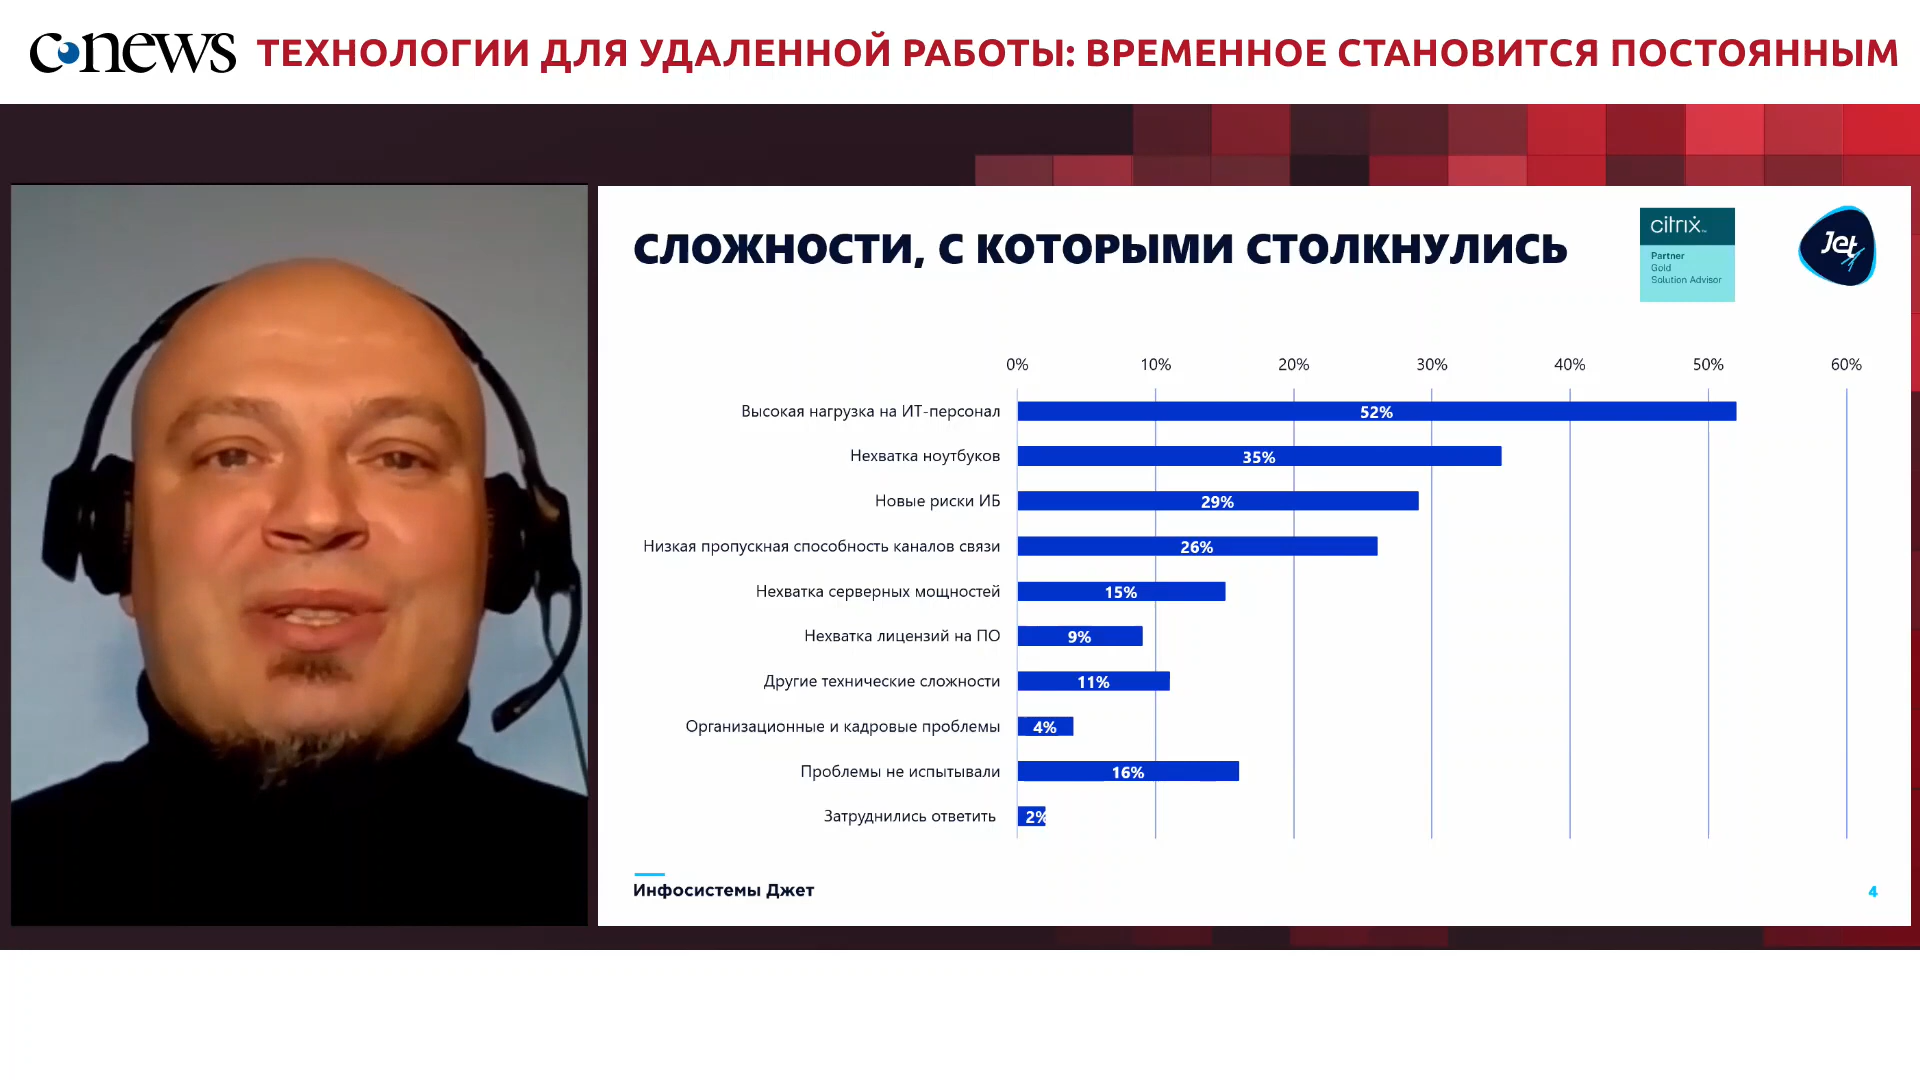 cnews ТЕХНОЛОГИИ ДЛЯ УДАЛЕННОЙ РАБОТЫ: ВРЕМЕННОЕ СТАНОВИТСЯ ПОСТОЯННЫМ
СЛОЖНОСТИ, С КОТОРЫМИ СТОЛКНУЛИСЬ
citrix
Partner
Gold
Solution Advisor
Jet
0% 10% 20% 30% 40% 50% 60%
Высокая нагрузка на ИТ-персонал 52%
Нехватка ноутбуков 35%
Новые риски ИБ 29%
Низкая пропускная способность каналов связи 26%
Нехватка серверных мощностей 15%
Нехватка лицензий на ПО 9%
Другие технические сложности 11%
Организационные и кадровые проблемы 4%
Проблемы не испытывали 16%
Затруднились ответить 2%
Инфосистемы Джет
4